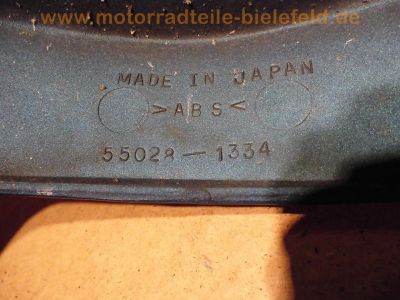 www.motorradteile-bielefeld.de
MADE IN JAPAN
>ABS<
55028-1334